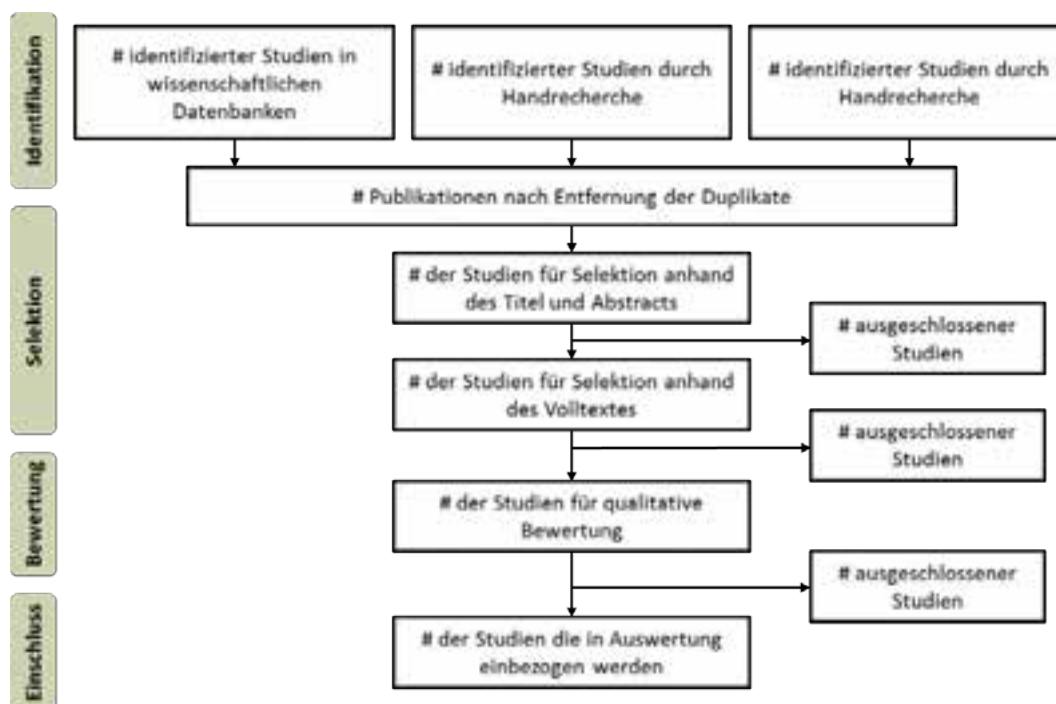 Identifikation
# identifizierter Studien in
wissenschaftlichen
Datenbanken
# identifizierter Studien durch
Handrecherche
# identifizierter Studien durch
Handrecherche
# Publikationen nach Entfernung der Duplikate
Selektion
# der Studien für Selektion anhand
des Titel und Abstracts
# ausgeschlossener
Studien
# der Studien für Selektion anhand
des Volltextes
# ausgeschlossener
Studien
Bewertung
# der Studien für qualitative
Bewertung
# ausgeschlossener
Studien
Einschluss
# der Studien die in Auswertung
einbezogen werden